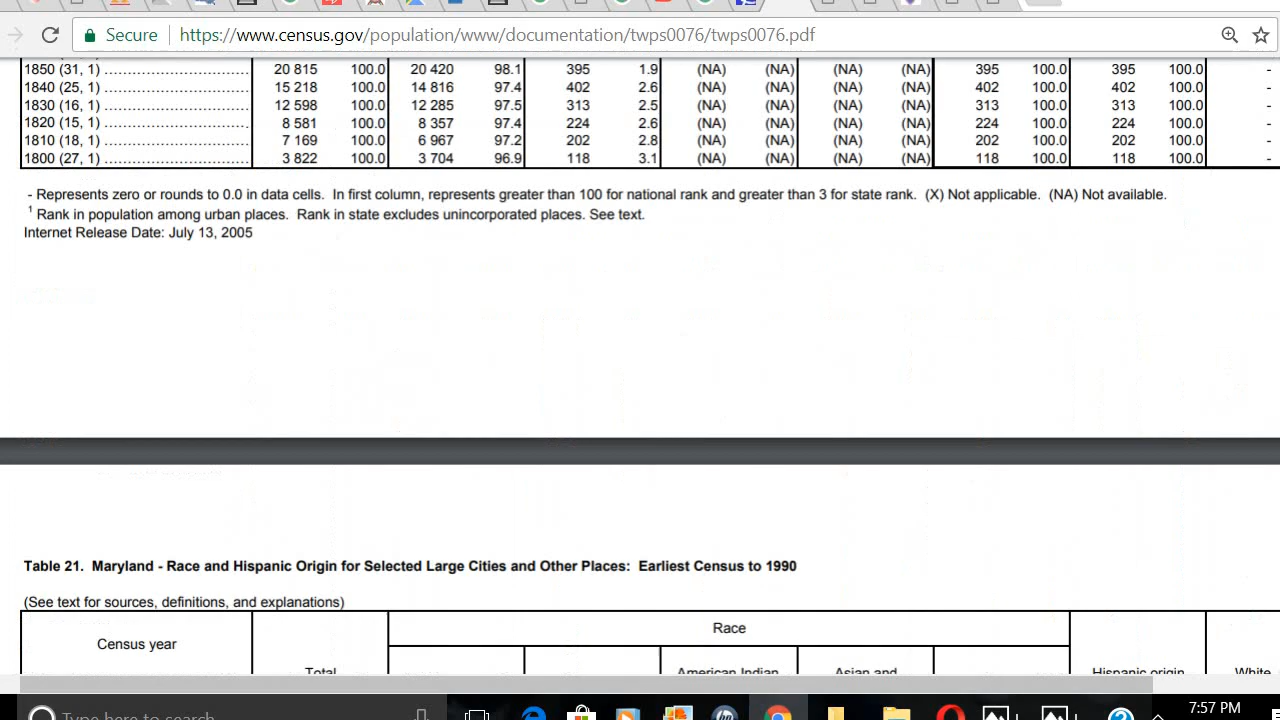 Secure https://www.census.gov/population/www/documentation/twps0076/twps0076.pdf
1850 (31, 1) ................................ 20 815 100.0 20 420 98.1 395 1.9 (NA) (NA) (NA) (NA) 395 100.0 395 100.0 -
1840 (25, 1) ................................ 15 218 100.0 14 816 97.4 402 2.6 (NA) (NA) (NA) (NA) 402 100.0 402 100.0 -
1830 (16, 1) ................................ 12 598 100.0 12 285 97.5 313 2.5 (NA) (NA) (NA) (NA) 313 100.0 313 100.0 -
1820 (15, 1) ................................ 8 581 100.0 8 357 97.4 224 2.6 (NA) (NA) (NA) (NA) 224 100.0 224 100.0 -
1810 (18, 1) ................................ 7 169 100.0 6 967 97.2 202 2.8 (NA) (NA) (NA) (NA) 202 100.0 202 100.0 -
1800 (27, 1) ................................ 3 822 100.0 3 704 96.9 118 3.1 (NA) (NA) (NA) (NA) 118 100.0 118 100.0 -
- Represents zero or rounds to 0.0 in data cells. In first column, represents greater than 100 for national rank and greater than 3 for state rank. (X) Not applicable. (NA) Not available.
1 Rank in population among urban places. Rank in state excludes unincorporated places. See text.
Internet Release Date: July 13, 2005
Table 21. Maryland - Race and Hispanic Origin for Selected Large Cities and Other Places: Earliest Census to 1990
(See text for sources, definitions, and explanations)
Race
Census year
Total American Indian Asian and Hispanic origin White
Type here to search
7:57 PM